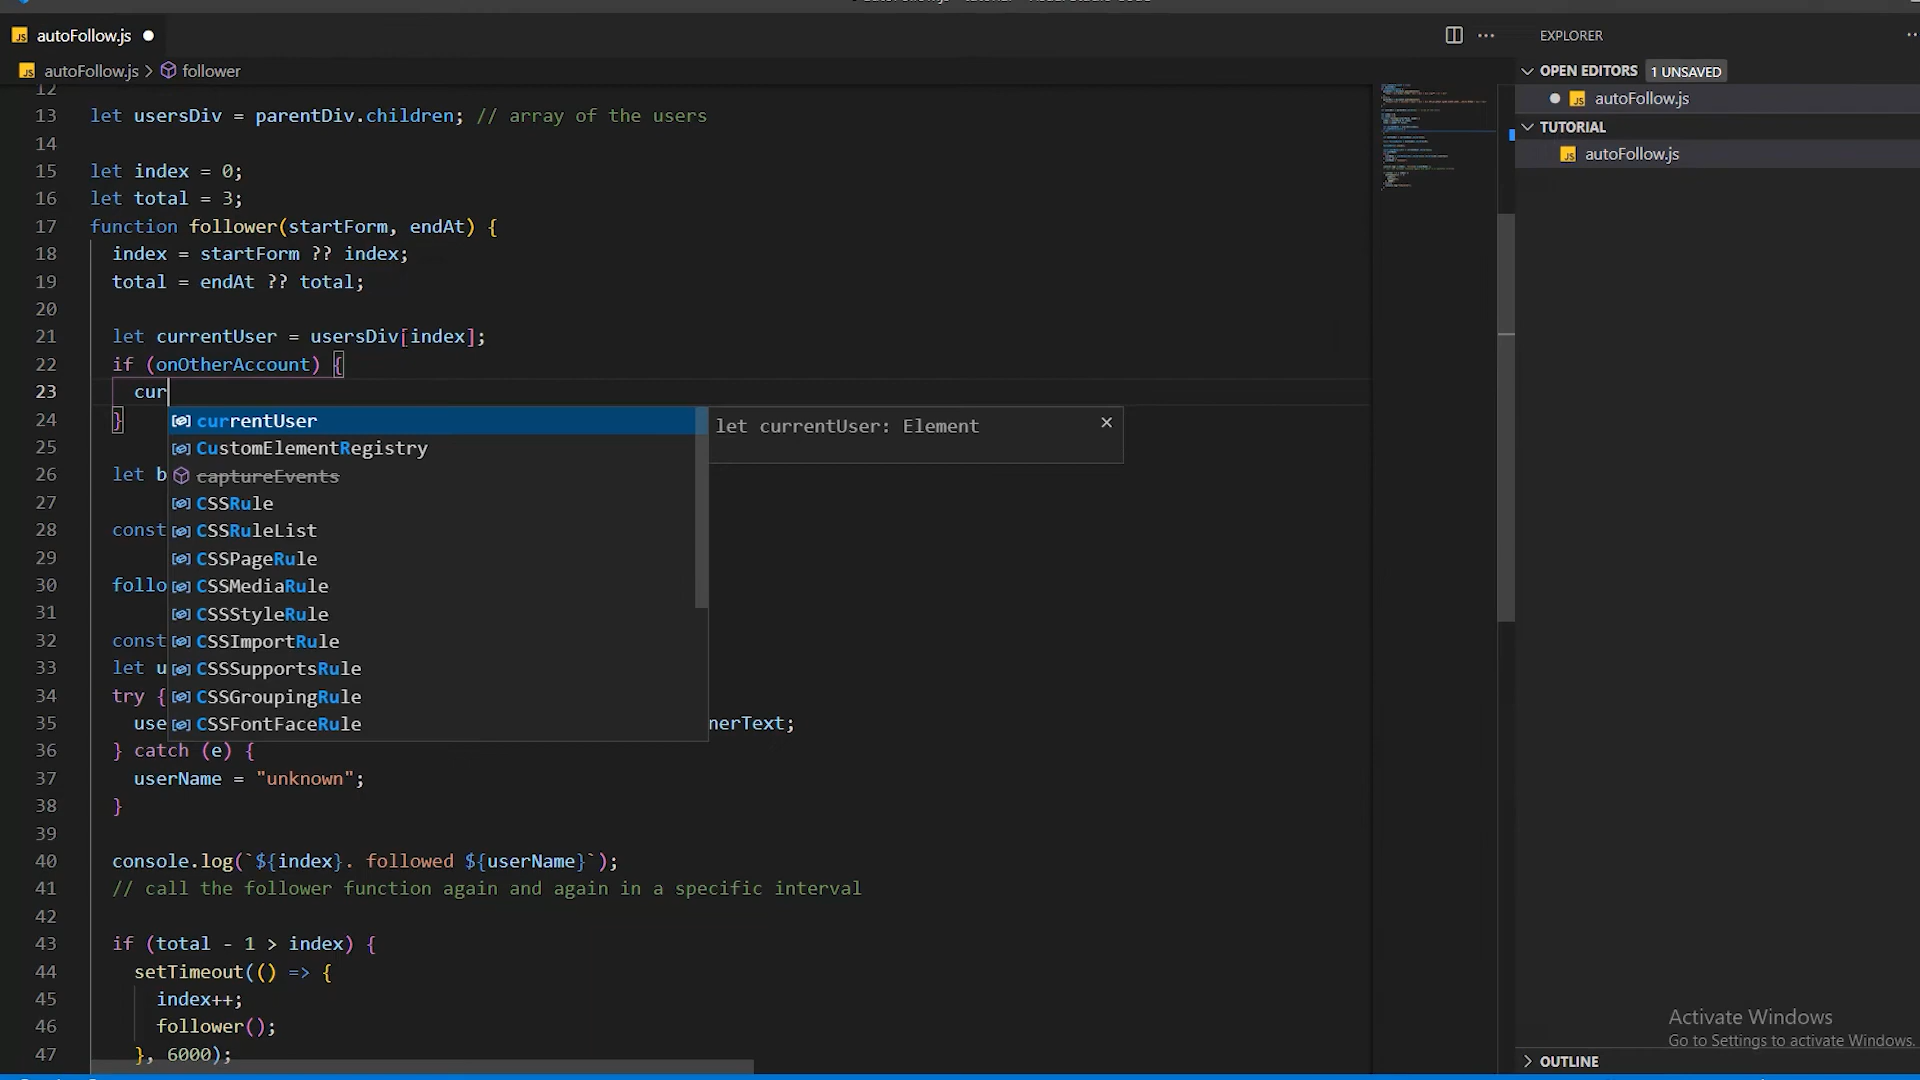 autoFollow.js
EXPLORER
autoFollow.js > follower
OPEN EDITORS 1 UNSAVED
autoFollow.js
TUTORIAL
autoFollow.js
12
13 let usersDiv = parentDiv.children; // array of the users
14
15 let index = 0;
16 let total = 3;
17 function follower(startForm, endAt) {
18 index = startForm ?? index;
19 total = endAt ?? total;
20
21 let currentUser = usersDiv[index];
22 if (onOtherAccount) {
23 cur
24 }
currentUser
let currentUser: Element
25
CustomElementRegistry
26 let b
captureEvents
27
CSSRule
28 const
CSSRuleList
29
CSSPageRule
30 follo
CSSMediaRule
31
CSSStyleRule
32 const
CSSImportRule
33 let u
CSSSupportsRule
34 try {
CSSGroupingRule
35 use
CSSFontFaceRule
nerText;
36 } catch (e) {
37 userName = "unknown";
38 }
39
40 console.log(`${index}. followed ${userName}`);
41 // call the follower function again and again in a specific interval
42
43 if (total - 1 > index) {
44 setTimeout(() => {
45 index++;
46 follower();
47 }, 6000);
Activate Windows
Go to Settings to activate Windows.
OUTLINE